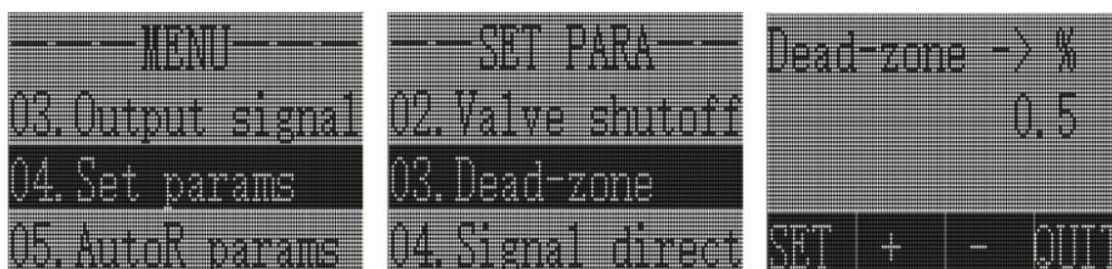 MENU
03.Output signal
04.Set params
05.AutoR params
SET PARA
02.Valve shutoff
03.Dead-zone
04.Signal direct
Dead-zone -> %
0.5
SET + - QUIT